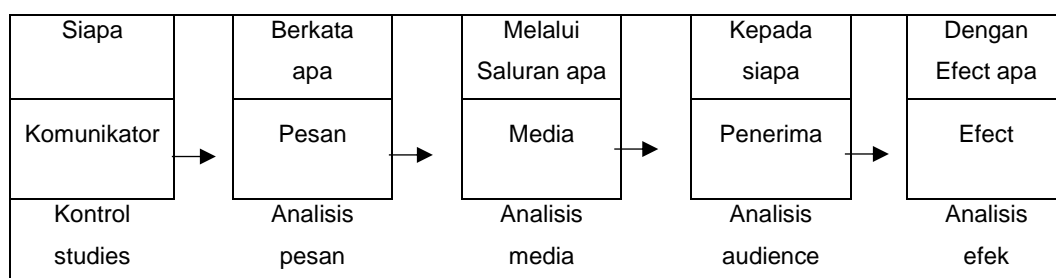 Siapa
Berkata
apa
Melalui
Saluran apa
Kepada
siapa
Dengan
Efect apa
Komunikator
Pesan
Media
Penerima
Efect
Kontrol
studies
Analisis
pesan
Analisis
media
Analisis
audience
Analisis
efek